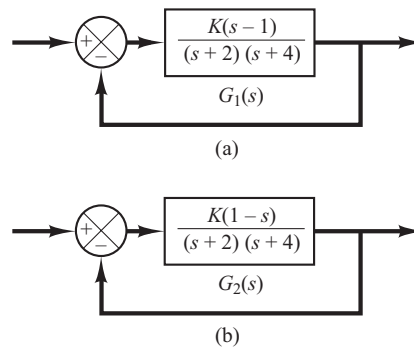 +
−
K(s – 1)
(s + 2) (s + 4)
G₁(s)
(a)
+
−
K(1 – s)
(s + 2) (s + 4)
G₂(s)
(b)